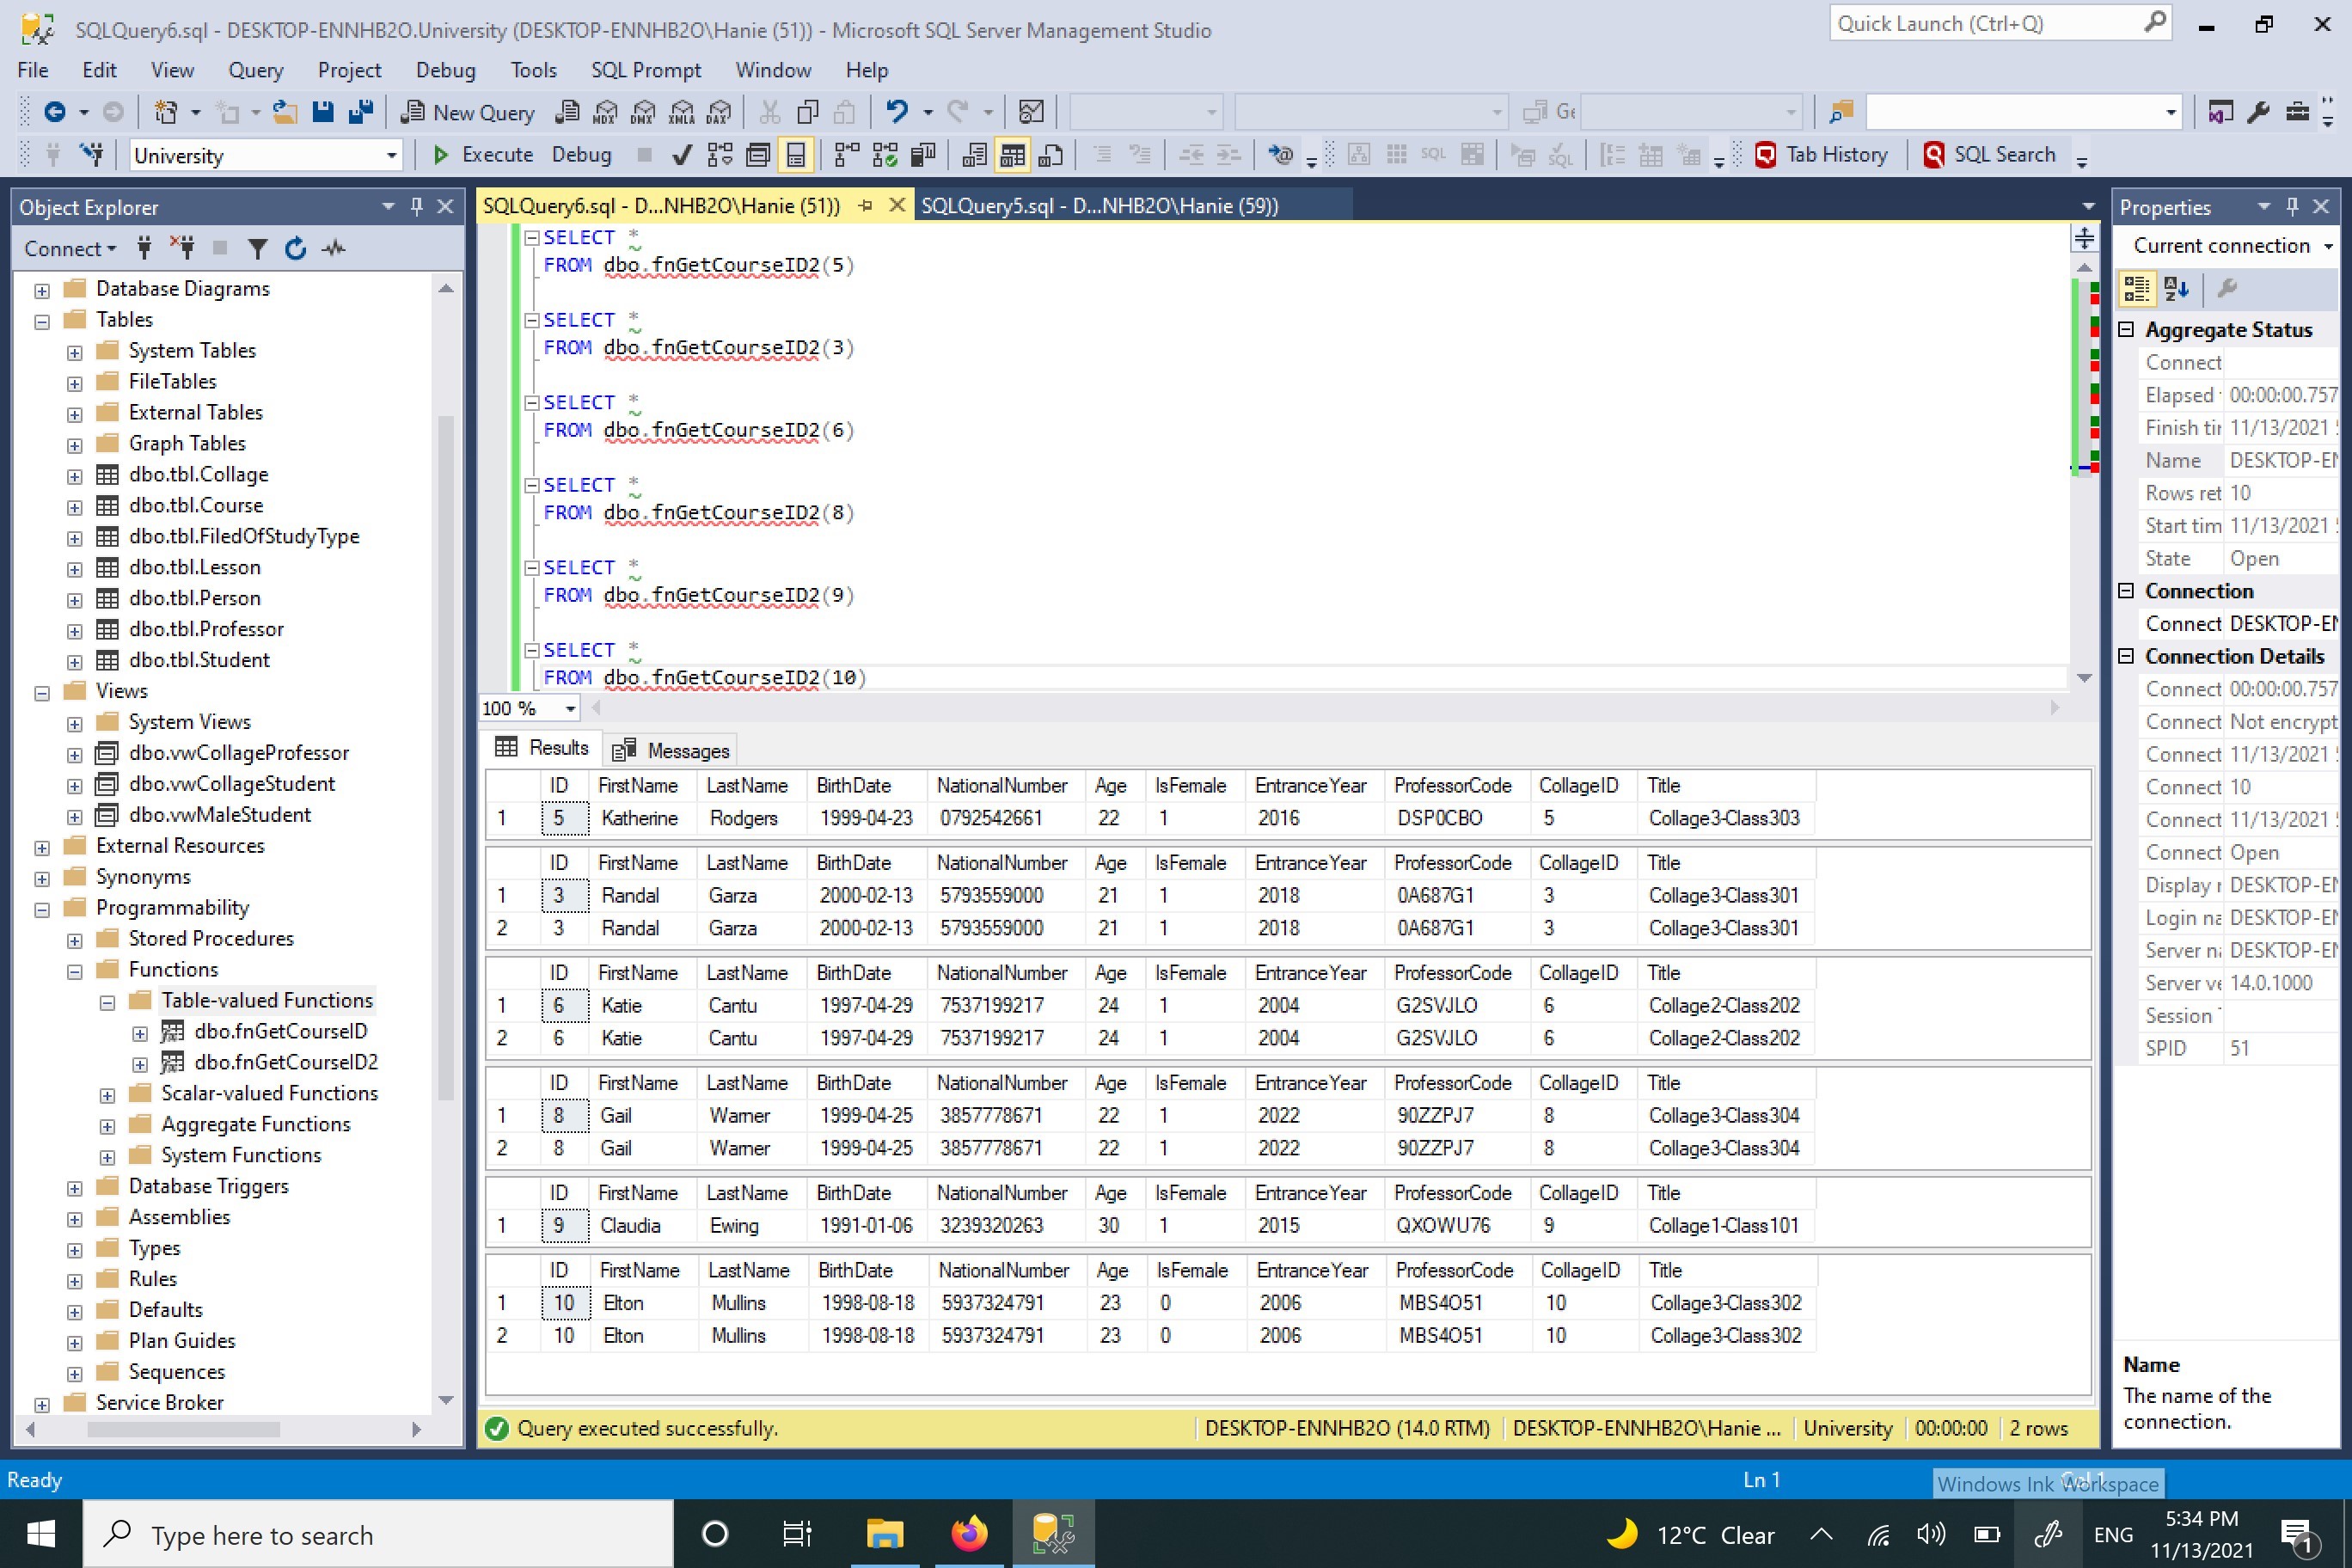 SQLQuery6.sql - DESKTOP-ENNHB2O.University (DESKTOP-ENNHB2O\Hanie (51)) - Microsoft SQL Server Management Studio
Quick Launch (Ctrl+Q)
File Edit View Query Project Debug Tools SQL Prompt Window Help
New Query MDX DMX XMLA DAX
University Execute Debug SQL SQL Tab History SQL Search
Object Explorer
Connect
Database Diagrams
Tables
System Tables
FileTables
External Tables
Graph Tables
dbo.tbl.Collage
dbo.tbl.Course
dbo.tbl.FiledOfStudyType
dbo.tbl.Lesson
dbo.tbl.Person
dbo.tbl.Professor
dbo.tbl.Student
Views
System Views
dbo.vwCollageProfessor
dbo.vwCollageStudent
dbo.vwMaleStudent
External Resources
Synonyms
Programmability
Stored Procedures
Functions
Table-valued Functions
dbo.fnGetCourseID
dbo.fnGetCourseID2
Scalar-valued Functions
Aggregate Functions
System Functions
Database Triggers
Assemblies
Types
Rules
Defaults
Plan Guides
Sequences
Service Broker
SQLQuery6.sql - D...NHB2O\Hanie (51)) SQLQuery5.sql - D...NHB2O\Hanie (59))
SELECT *
FROM dbo.fnGetCourseID2(5)
SELECT *
FROM dbo.fnGetCourseID2(3)
SELECT *
FROM dbo.fnGetCourseID2(6)
SELECT *
FROM dbo.fnGetCourseID2(8)
SELECT *
FROM dbo.fnGetCourseID2(9)
SELECT *
FROM dbo.fnGetCourseID2(10)
100 %
Results Messages
ID FirstName LastName BirthDate NationalNumber Age IsFemale EntranceYear ProfessorCode CollageID Title
1 5 Katherine Rodgers 1999-04-23 0792542661 22 1 2016 DSP0CBO 5 Collage3-Class303
ID FirstName LastName BirthDate NationalNumber Age IsFemale EntranceYear ProfessorCode CollageID Title
1 3 Randal Garza 2000-02-13 5793559000 21 1 2018 0A687G1 3 Collage3-Class301
2 3 Randal Garza 2000-02-13 5793559000 21 1 2018 0A687G1 3 Collage3-Class301
ID FirstName LastName BirthDate NationalNumber Age IsFemale EntranceYear ProfessorCode CollageID Title
1 6 Katie Cantu 1997-04-29 7537199217 24 1 2004 G2SVJLO 6 Collage2-Class202
2 6 Katie Cantu 1997-04-29 7537199217 24 1 2004 G2SVJLO 6 Collage2-Class202
ID FirstName LastName BirthDate NationalNumber Age IsFemale EntranceYear ProfessorCode CollageID Title
1 8 Gail Warner 1999-04-25 3857778671 22 1 2022 90ZZPJ7 8 Collage3-Class304
2 8 Gail Warner 1999-04-25 3857778671 22 1 2022 90ZZPJ7 8 Collage3-Class304
ID FirstName LastName BirthDate NationalNumber Age IsFemale EntranceYear ProfessorCode CollageID Title
1 9 Claudia Ewing 1991-01-06 3239320263 30 1 2015 QXOWU76 9 Collage1-Class101
ID FirstName LastName BirthDate NationalNumber Age IsFemale EntranceYear ProfessorCode CollageID Title
1 10 Elton Mullins 1998-08-18 5937324791 23 0 2006 MBS4O51 10 Collage3-Class302
2 10 Elton Mullins 1998-08-18 5937324791 23 0 2006 MBS4O51 10 Collage3-Class302
Query executed successfully. DESKTOP-ENNHB2O (14.0 RTM) DESKTOP-ENNHB2O\Hanie ... University 00:00:00 2 rows
Properties
Current connection
Aggregate Status
Connect
Elapsed 00:00:00.757
Finish tir 11/13/2021
Name DESKTOP-EN
Rows ret 10
Start tim 11/13/2021
State Open
Connection
Connect DESKTOP-EN
Connection Details
Connect 00:00:00.757
Connect Not encrypt
Connect 11/13/2021
Connect 10
Connect 11/13/2021
Connect Open
Display r DESKTOP-EN
Login na DESKTOP-EN
Server na DESKTOP-EN
Server ve 14.0.1000
Session
SPID 51
Name
The name of the
connection.
Ready Ln 1
Windows Ink Workspace
Type here to search
12°C Clear
ENG
5:34 PM
11/13/2021
1